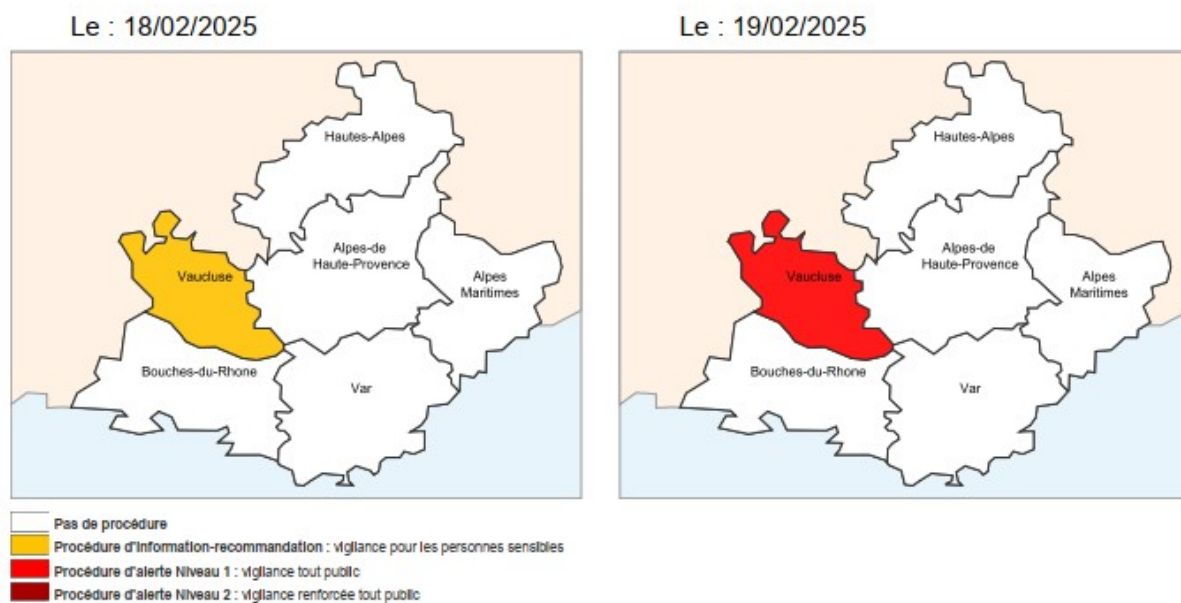 Le : 18/02/2025
Le : 19/02/2025
Hautes-Alpes
Alpes-de
Haute-Provence
Vaucluse
Alpes
Maritimes
Bouches-du-Rhone
Var
Hautes-Alpes
Alpes-de
Haute-Provence
Vaucluse
Alpes
Maritimes
Bouches-du-Rhone
Var
Pas de procédure
Procédure d'information-recommandation : vigilance pour les personnes sensibles
Procédure d'alerte Niveau 1 : vigilance tout public
Procédure d'alerte Niveau 2 : vigilance renforcée tout public